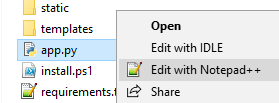 static
templates
app.py
install.ps1
requirements.t
Open
Edit with IDLE
Edit with Notepad++
Share